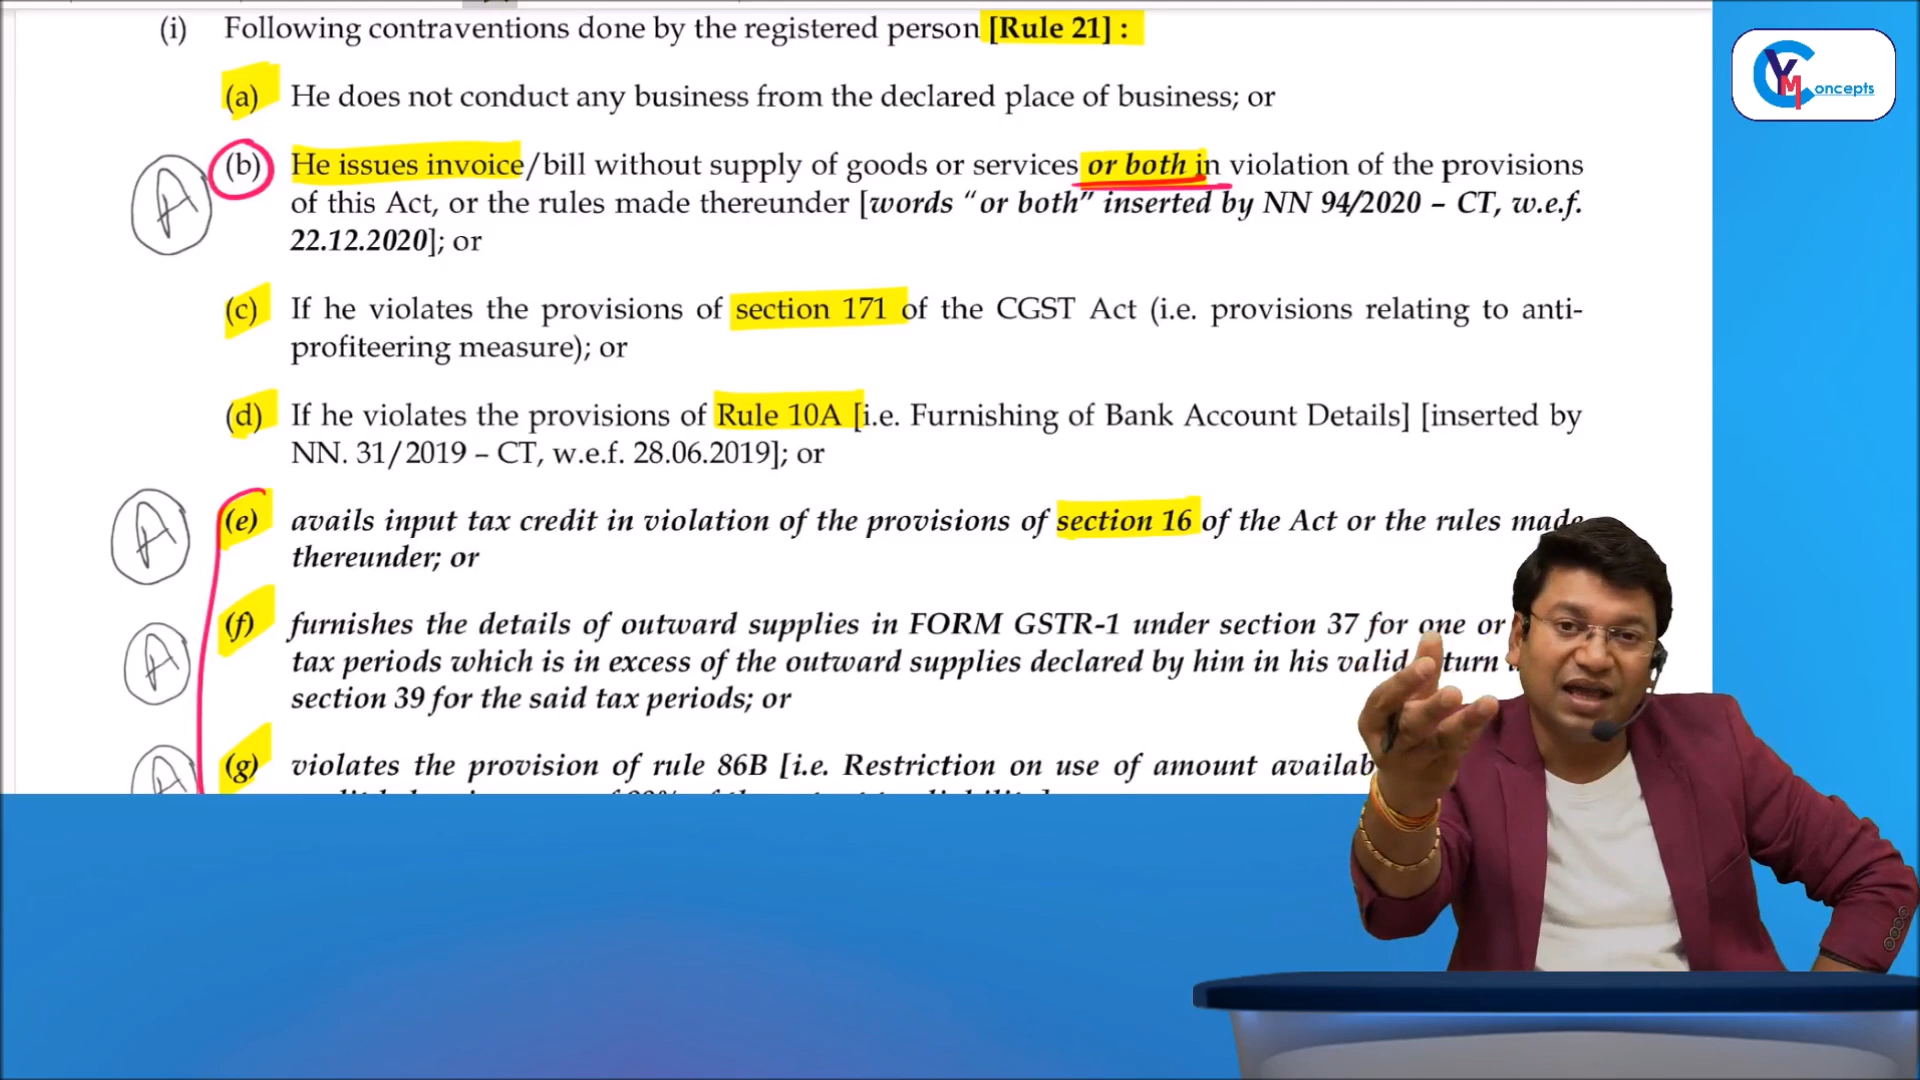 (i) Following contraventions done by the registered person [Rule 21] :
(a) He does not conduct any business from the declared place of business; or
(b) He issues invoice/bill without supply of goods or services or both in violation of the provisions
of this Act, or the rules made thereunder [words “or both” inserted by NN 94/2020 – CT, w.e.f.
22.12.2020]; or
A
(c) If he violates the provisions of section 171 of the CGST Act (i.e. provisions relating to anti-
profiteering measure); or
(d) If he violates the provisions of Rule 10A [i.e. Furnishing of Bank Account Details] [inserted by
NN. 31/2019 – CT, w.e.f. 28.06.2019]; or
A
(e) avails input tax credit in violation of the provisions of section 16 of the Act or the rules made
thereunder; or
A
(f) furnishes the details of outward supplies in FORM GSTR-1 under section 37 for one or
tax periods which is in excess of the outward supplies declared by him in his valid
section 39 for the said tax periods; or
A
(g) violates the provision of rule 86B [i.e. Restriction on use of amount
CYM Concepts